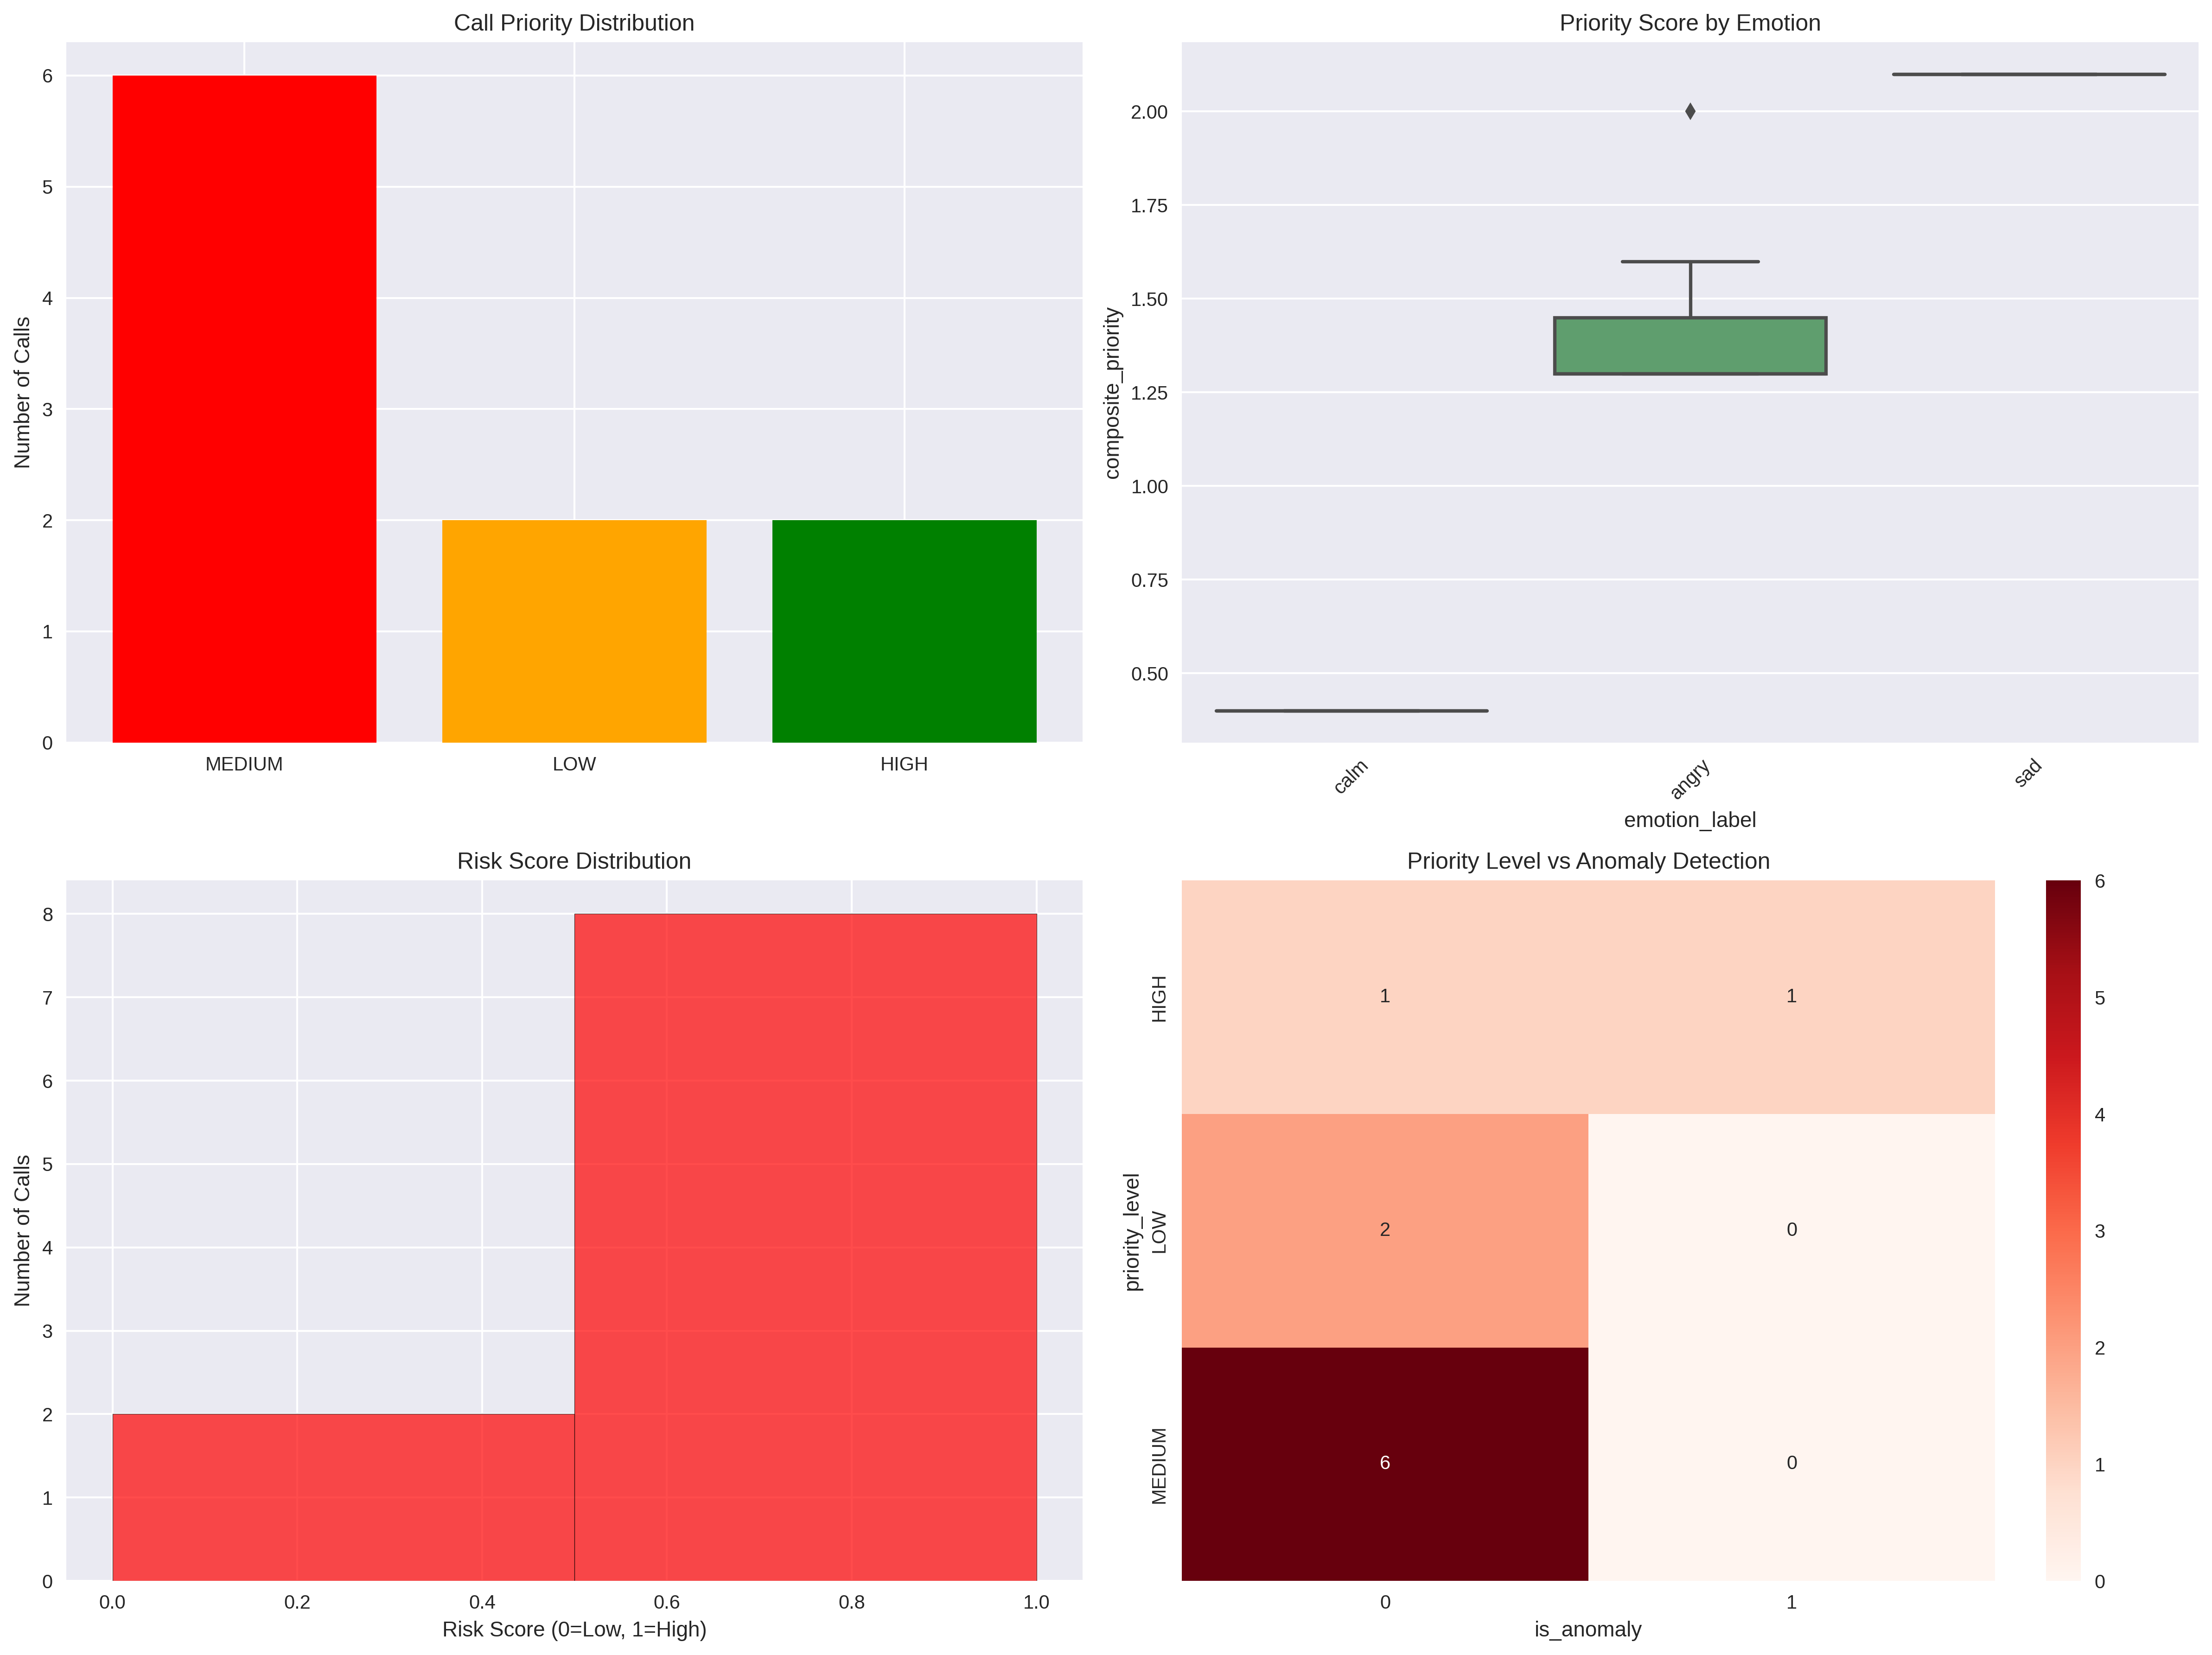 Call Priority Distribution
Number of Calls
6
5
4
3
2
1
0
MEDIUM LOW HIGH
Priority Score by Emotion
composite_priority
2.00
1.75
1.50
1.25
1.00
0.75
0.50
calm angry sad
emotion_label
Risk Score Distribution
Number of Calls
8
7
6
5
4
3
2
1
0
0.0 0.2 0.4 0.6 0.8 1.0
Risk Score (0=Low, 1=High)
Priority Level vs Anomaly Detection
priority_level
HIGH
1 1
LOW
2 0
MEDIUM
6 0
0 1
is_anomaly
6
5
4
3
2
1
0